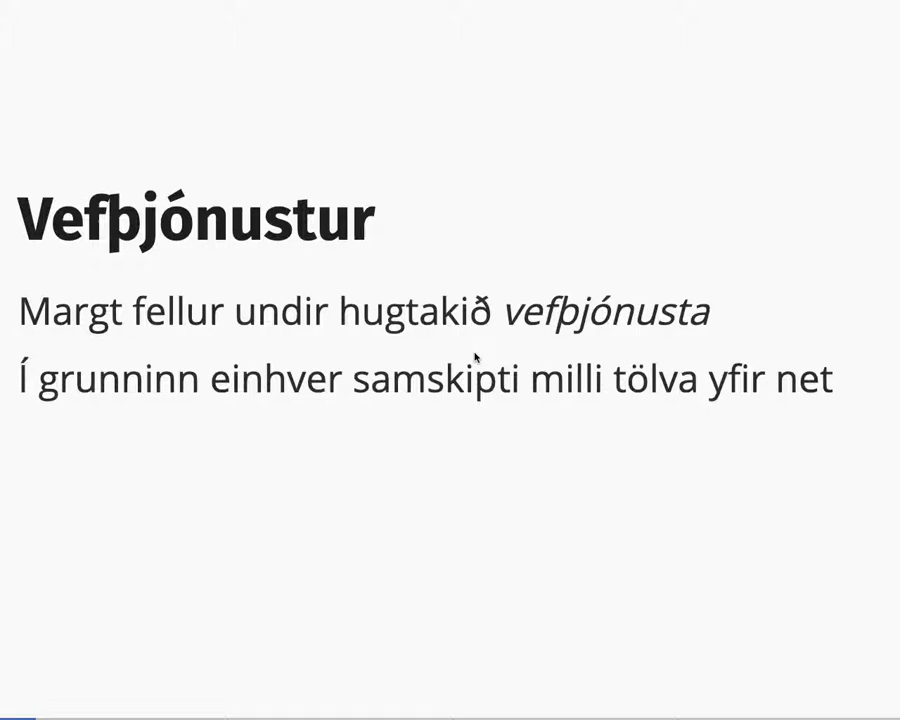 Vefþjónustur
Margt fellur undir hugtakið vefþjónusta
Í grunninn einhver samskipti milli tölva yfir net